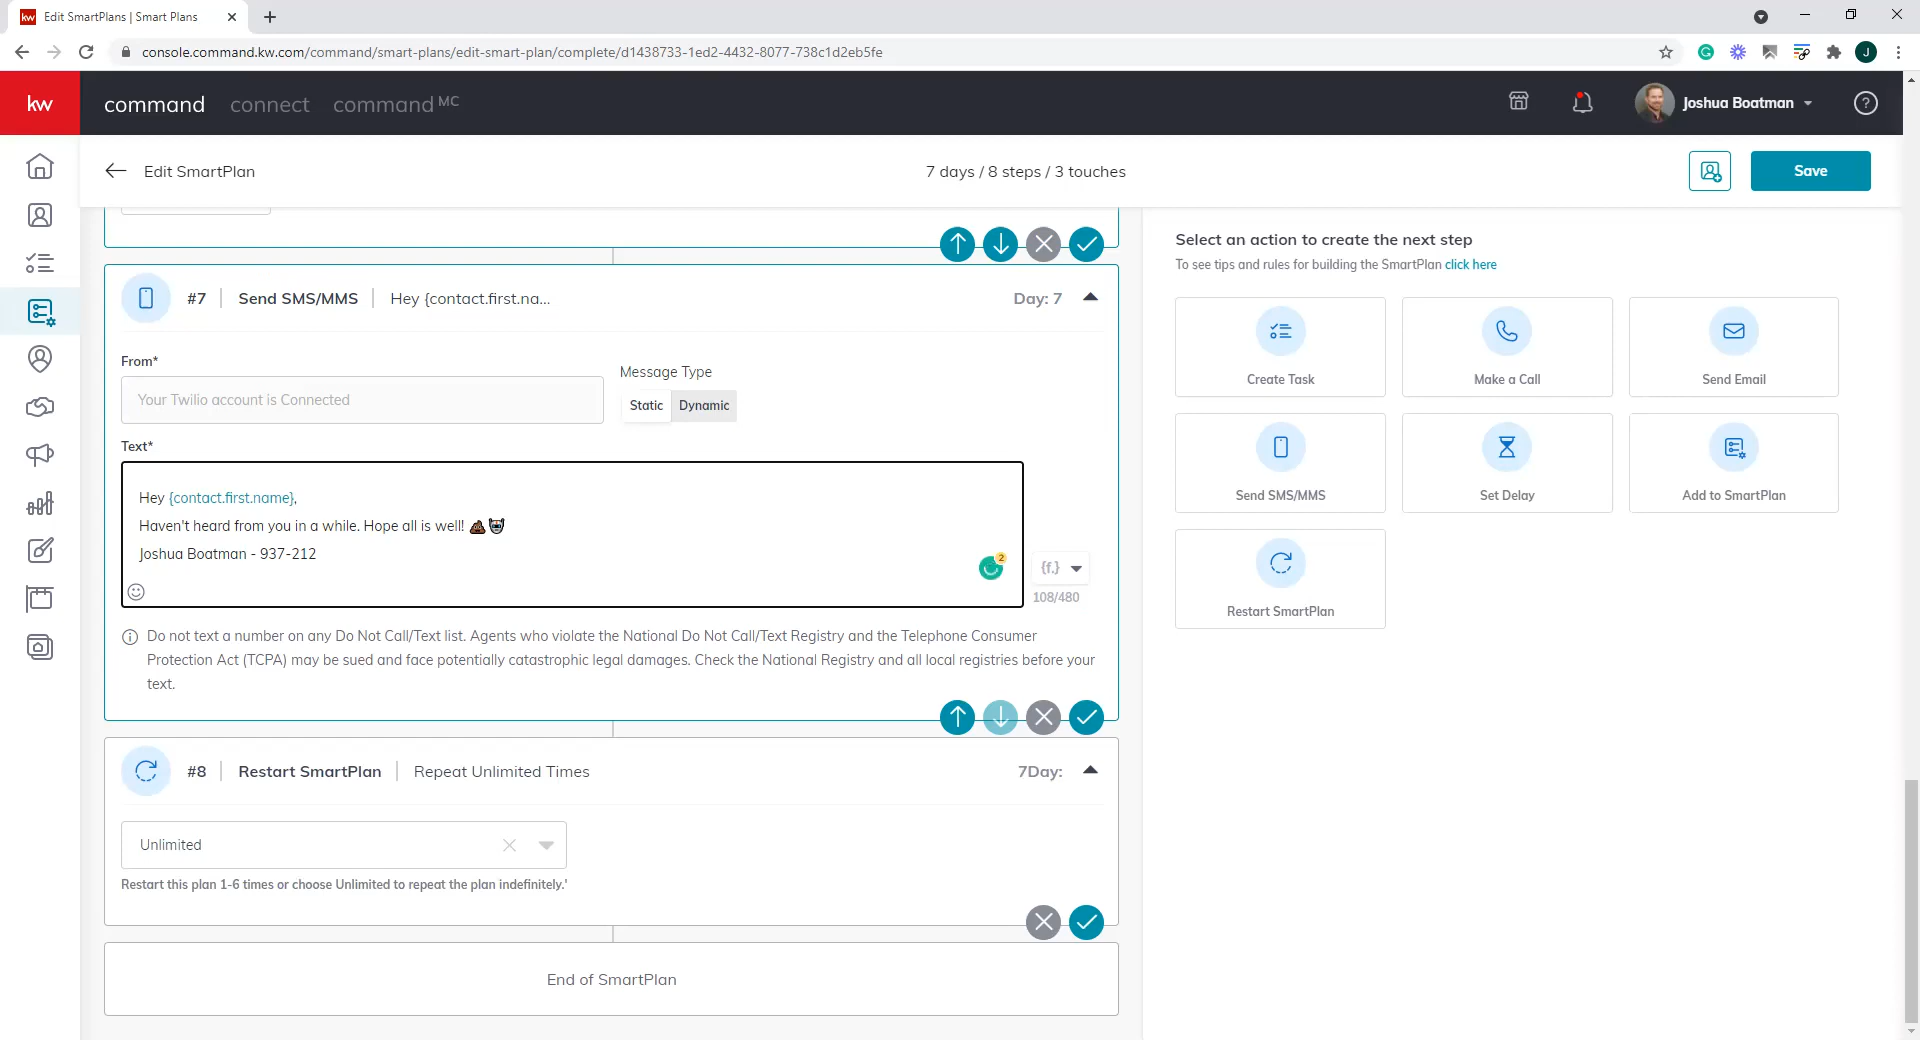 Edit SmartPlans | Smart Plans
console.command.kw.com/command/smart-plans/edit-smart-plan/complete/d1438733-1ed2-4432-8077-738c1d2eb5fe
J
kw
command
connect
command MC
Joshua Boatman
?
Edit SmartPlan
7 days / 8 steps / 3 touches
Save
#7
Send SMS/MMS
Hey {contact.first.na...
Day: 7
From*
Your Twilio account is Connected
Message Type
Static
Dynamic
Text*
Hey {contact.first.name},
Haven't heard from you in a while. Hope all is well! 💩🤖
Joshua Boatman - 937-212
2
{f.}
108/480
Do not text a number on any Do Not Call/Text list. Agents who violate the National Do Not Call/Text Registry and the Telephone Consumer
Protection Act (TCPA) may be sued and face potentially catastrophic legal damages. Check the National Registry and all local registries before your
text.
#8
Restart SmartPlan
Repeat Unlimited Times
7Day:
Unlimited
Restart this plan 1-6 times or choose Unlimited to repeat the plan indefinitely.'
End of SmartPlan
Select an action to create the next step
To see tips and rules for building the SmartPlan click here
Create Task
Make a Call
Send Email
Send SMS/MMS
Set Delay
Add to SmartPlan
Restart SmartPlan